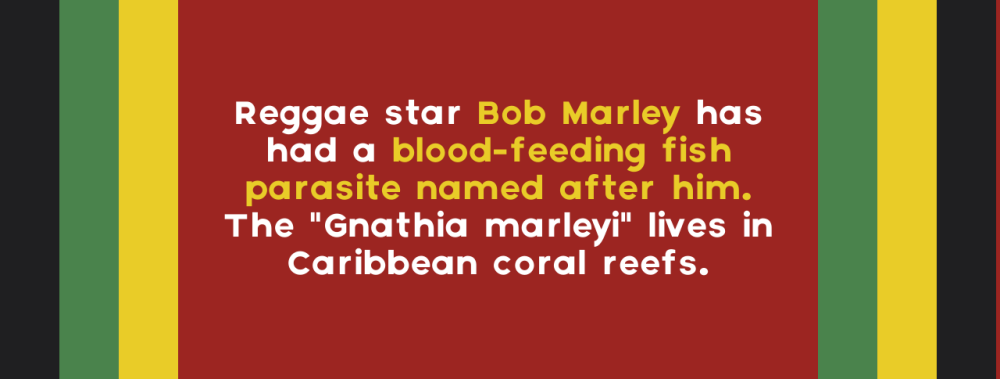 Reggae star Bob Marley has
had a blood-feeding fish
parasite named after him.
The "Gnathia marleyi" lives in
Caribbean coral reefs.